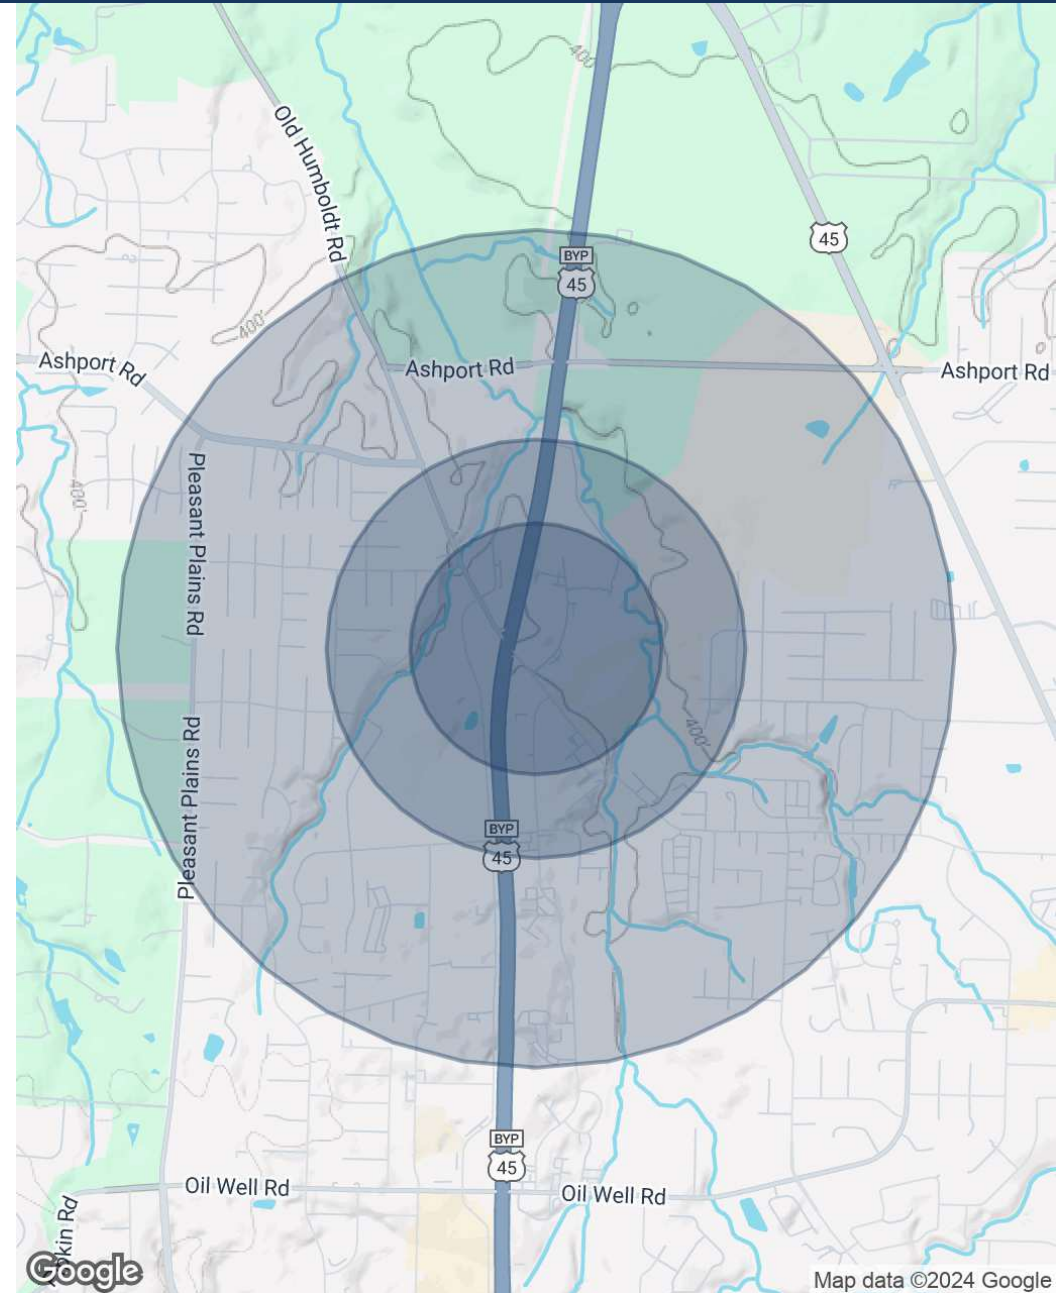 400'
Old Humboldt Rd
45
BYP
45
400'
Ashport Rd
Ashport Rd
Ashport Rd
Pleasant Plains Rd
400'
400'
Pleasant Plains Rd
BYP
45
BYP
45
Oil Well Rd
Oil Well Rd
Google
Map data ©2024 Google